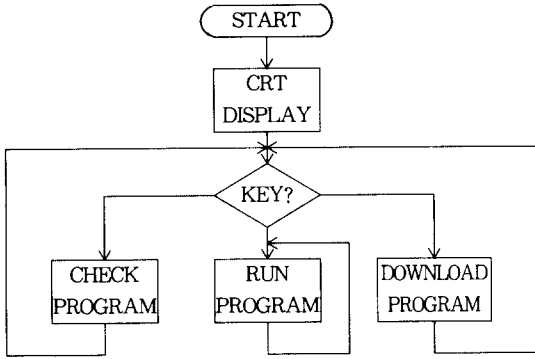 START
CRT
DISPLAY
KEY?
CHECK
PROGRAM
RUN
PROGRAM
DOWNLOAD
PROGRAM